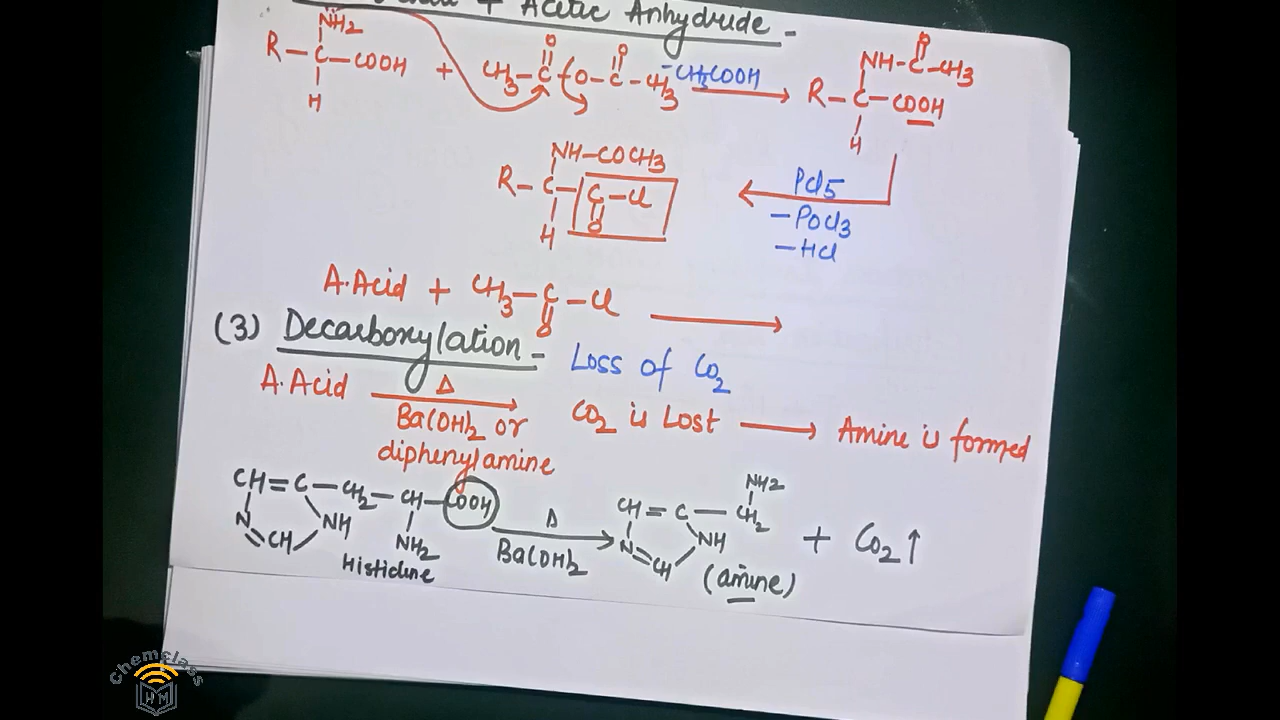 Acid + Acetic Anhydride -
NH2
R-C-COOH + CH3-C-O-C-CH3 -CH3COOH
O O
H
O
NH-C-CH3
R-C-COOH
H
NH-COCH3
R-C-C-Cl
H O
PCl5
-POCl3
-HCl
A.Acid + CH3-C-Cl
O
(3) Decarboxylation - Loss of CO2
A.Acid Δ CO2 is Lost → Amine is formed
Ba(OH)2 or
diphenylamine
CH=C-CH2-CH-COOH
N NH
CH NH2
Histidine
Δ
Ba(OH)2
NH2
CH=C-CH2 + CO2↑
N NH
CH
(amine)
Chemclass
HM